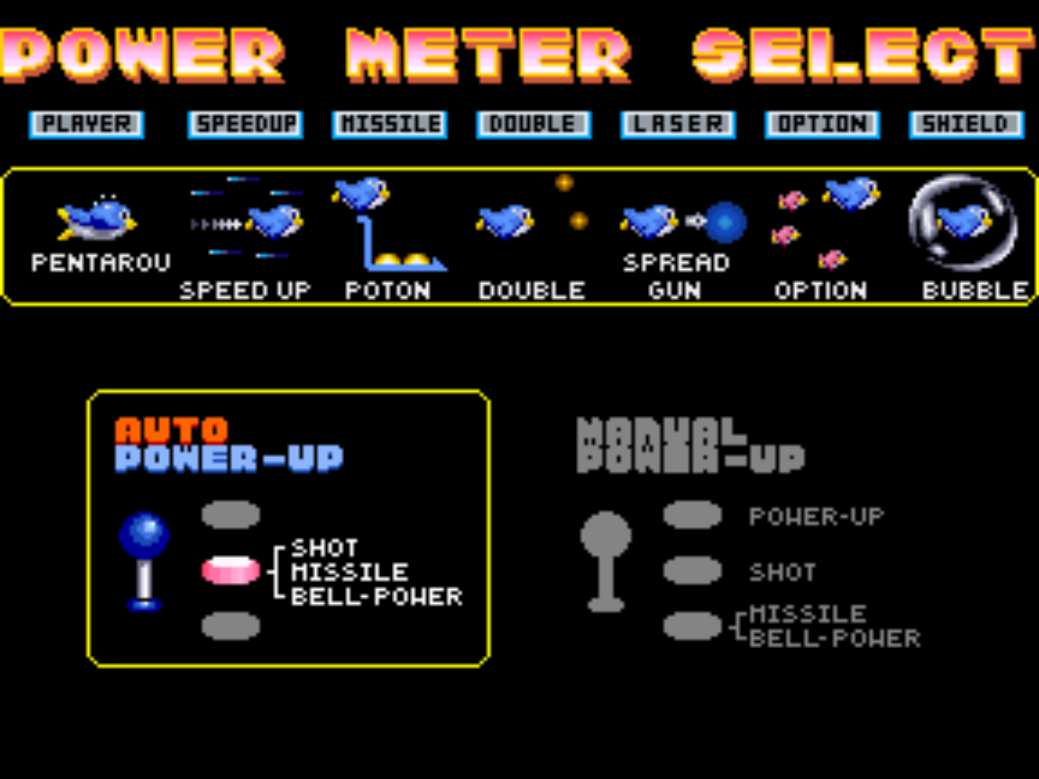 POWER METER SELECT
PLAYER SPEEDUP MISSILE DOUBLE LASER OPTION SHIELD
PENTAROU
SPEED UP
POTON
DOUBLE
SPREAD
GUN
OPTION
BUBBLE
AUTO
POWER-UP
SHOT
MISSILE
BELL-POWER
MANUAL
POWER-UP
POWER-UP
SHOT
MISSILE
BELL-POWER